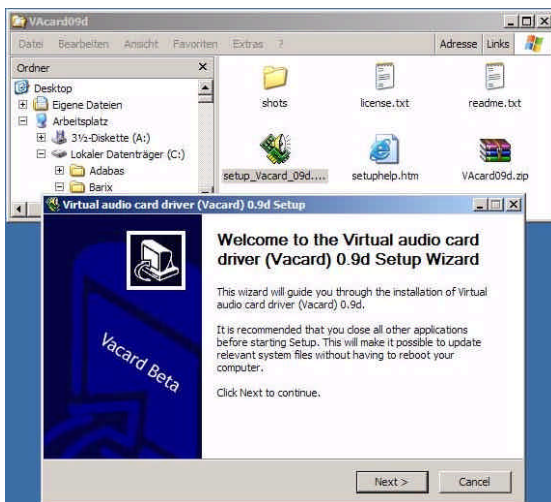 VAcard09d
Datei Bearbeiten Ansicht Favoriten Extras ? Adresse Links
Ordner
Desktop
Eigene Dateien
Arbeitsplatz
3½-Diskette (A:)
Lokaler Datenträger (C:)
Adabas
Barix
shots license.txt readme.txt
setup_Vacard_09d.... setuphelp.htm VAcard09d.zip
Virtual audio card driver (Vacard) 0.9d Setup
Vacard Beta
Welcome to the Virtual audio card
driver (Vacard) 0.9d Setup Wizard
This wizard will guide you through the installation of Virtual
audio card driver (Vacard) 0.9d.
It is recommended that you close all other applications
before starting Setup. This will make it possible to update
relevant system files without having to reboot your
computer.
Click Next to continue.
Next > Cancel